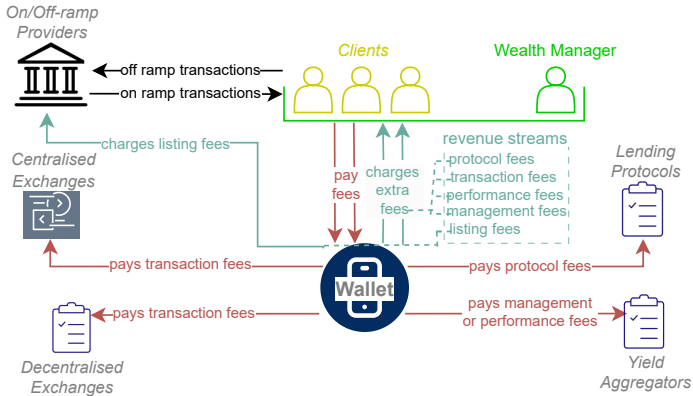 On/Off-ramp
Providers
Clients
Wealth Manager
off ramp transactions
on ramp transactions
charges listing fees
revenue streams
protocol fees
transaction fees
performance fees
management fees
listing fees
pay
fees
charges
extra
fees
Centralised
Exchanges
Lending
Protocols
pays transaction fees
pays protocol fees
Wallet
pays transaction fees
pays management
or performance fees
Decentralised
Exchanges
Yield
Aggregators